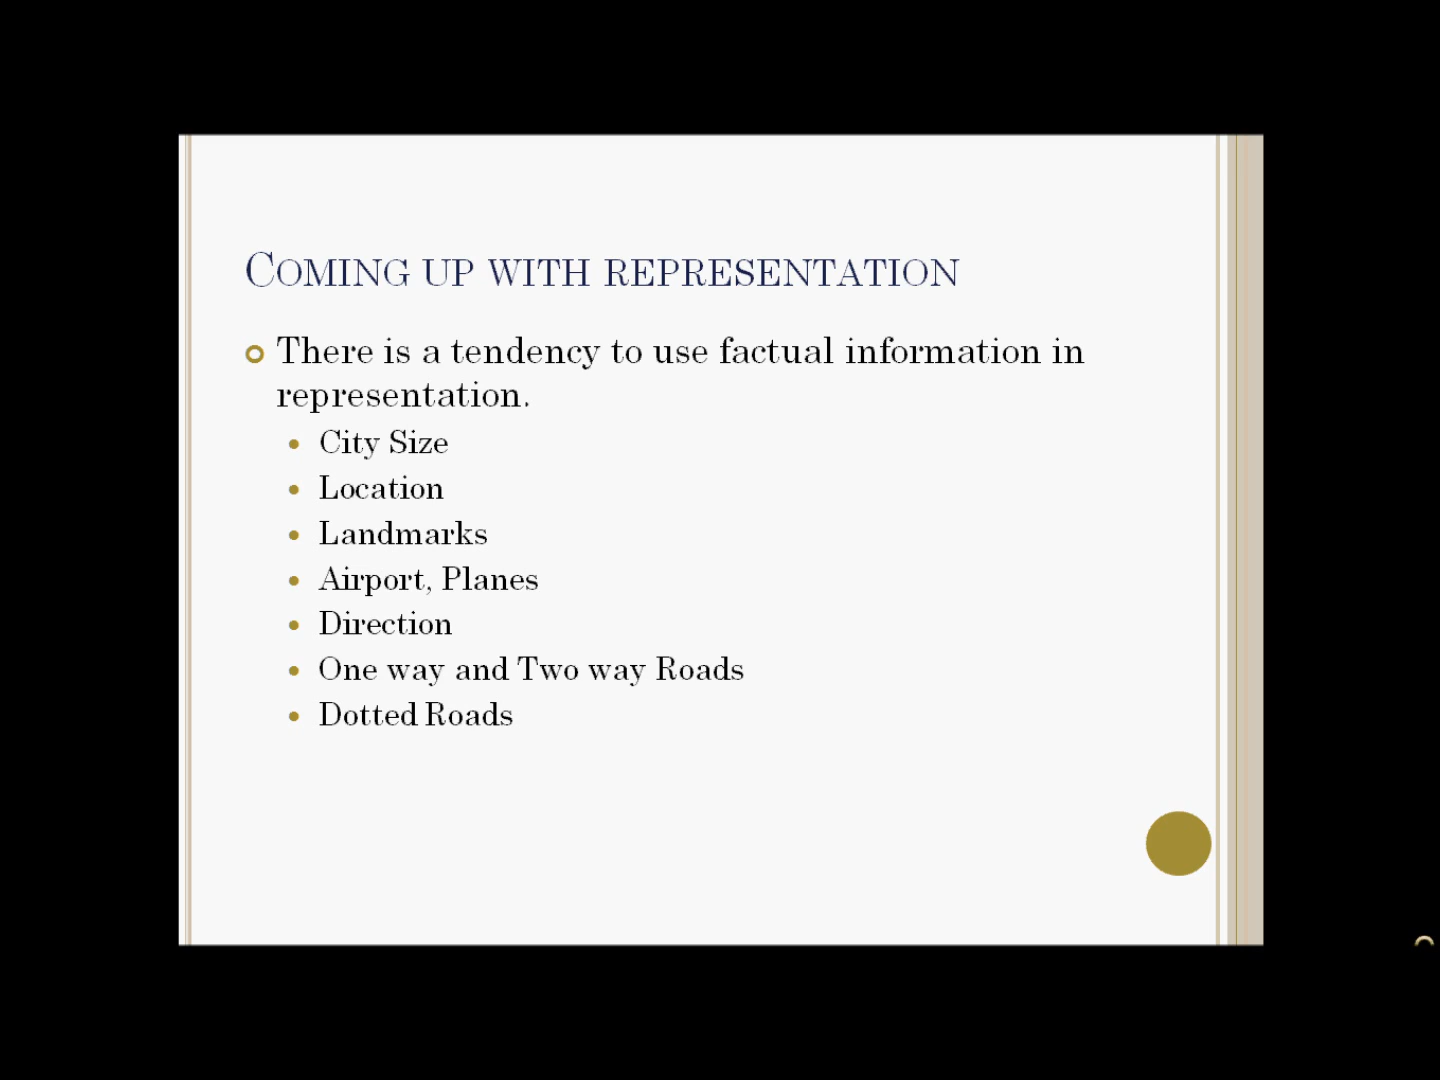 COMING UP WITH REPRESENTATION
There is a tendency to use factual information in
representation.
City Size
Location
Landmarks
Airport, Planes
Direction
One way and Two way Roads
Dotted Roads